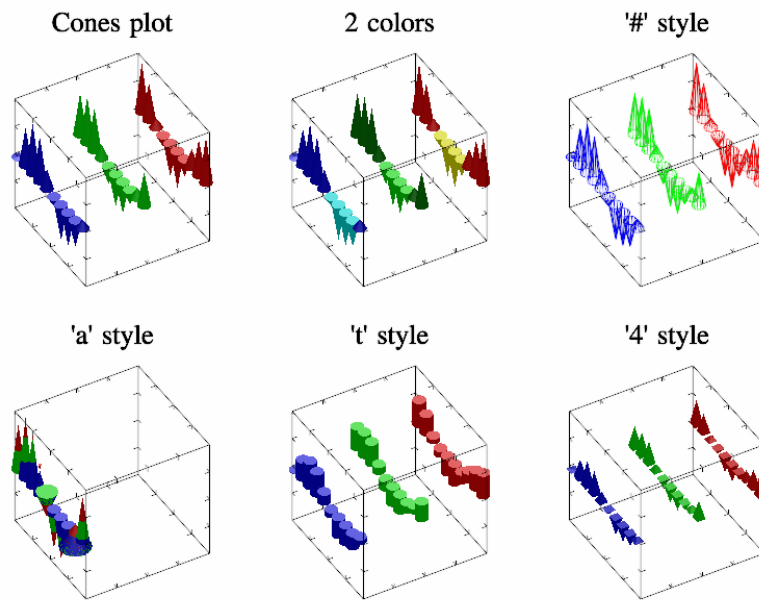 Cones plot
2 colors
'#' style
'a' style
't' style
'4' style